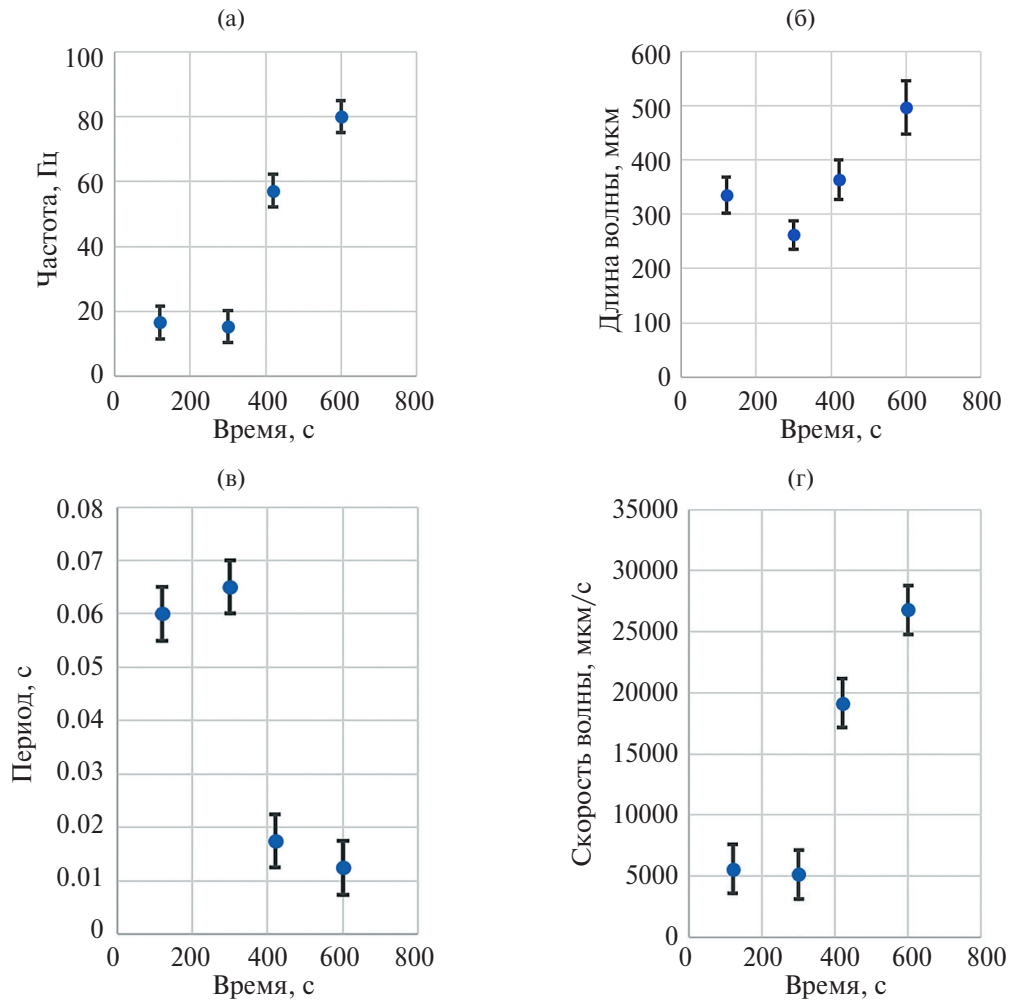 (а)
Частота, Гц
100
80
60
40
20
0
0 200 400 600 800
Время, с
(б)
Длина волны, мкм
600
500
400
300
200
100
0
0 200 400 600 800
Время, с
(в)
Период, с
0.08
0.07
0.06
0.05
0.04
0.03
0.02
0.01
0
0 200 400 600 800
Время, с
(г)
Скорость волны, мкм/с
35000
30000
25000
20000
15000
10000
5000
0
0 200 400 600 800
Время, с